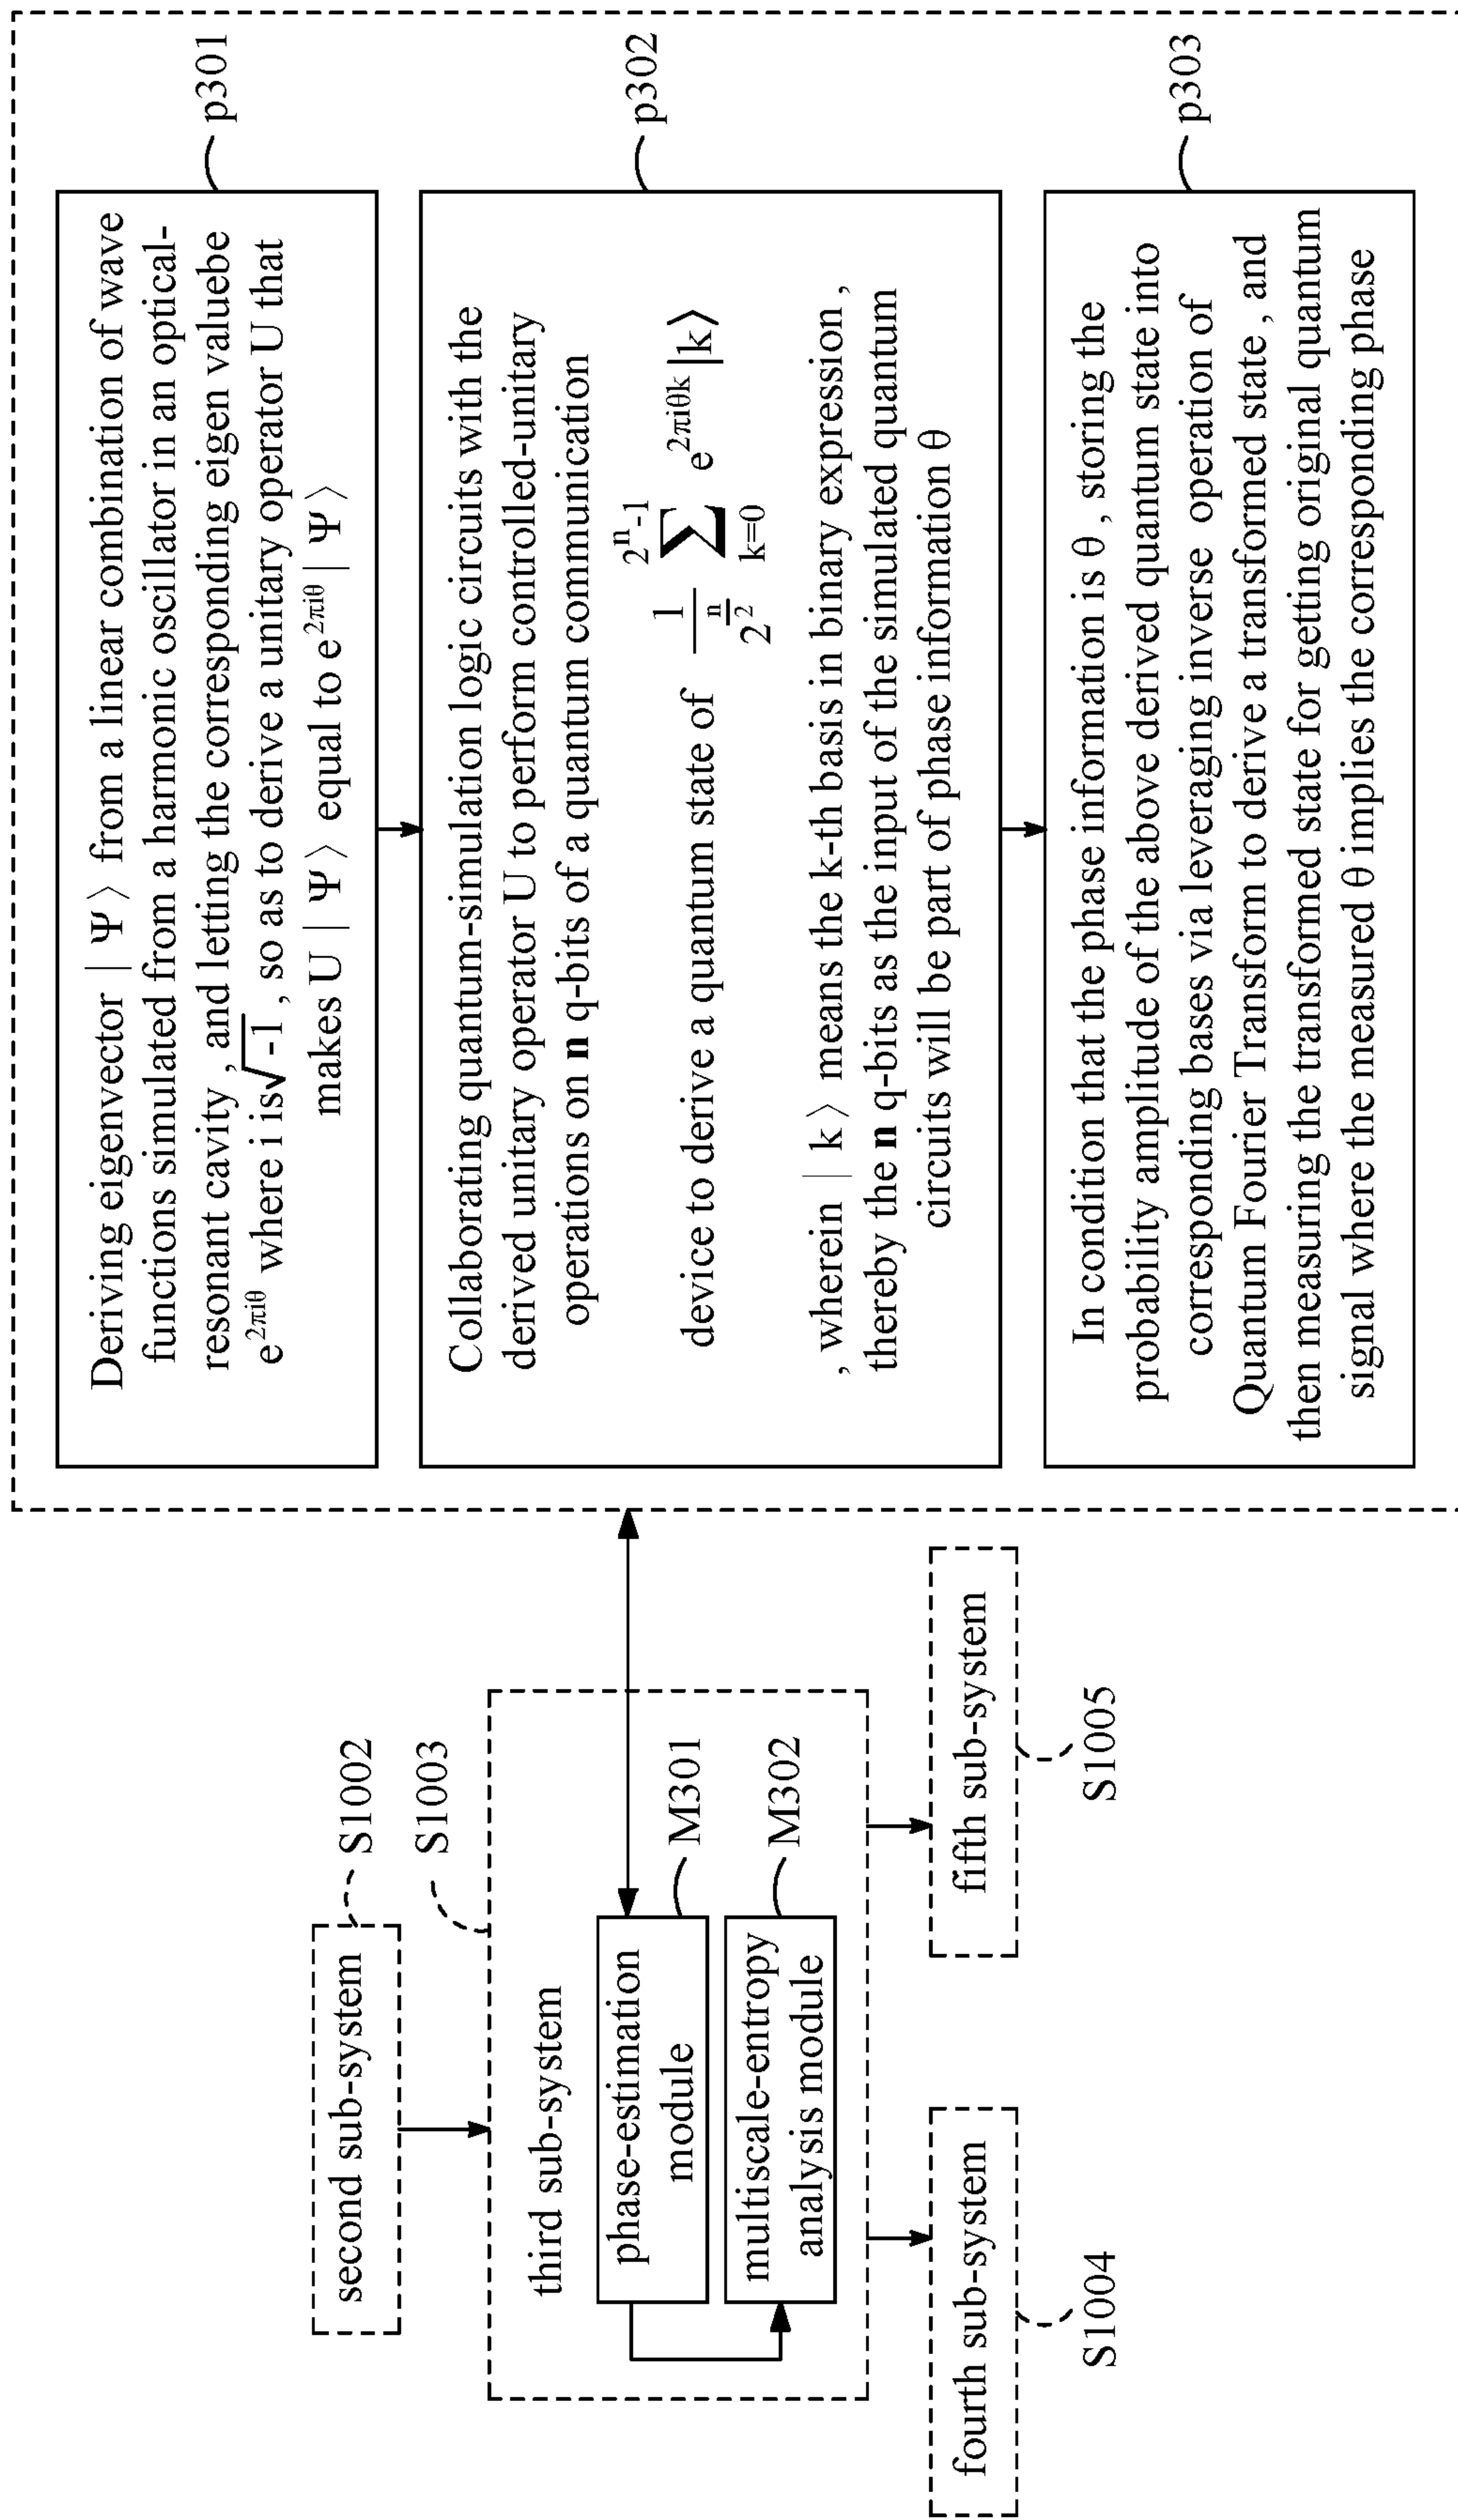 second sub-system
S1002
S1003
third sub-system
phase-estimation
module
M301
multiscale-entropy
analysis module
M302
fourth sub-system
S1004
fifth sub-system
S1005
Deriving eigenvector | Ψ ⟩ from a linear combination of wave
functions simulated from a harmonic oscillator in an optical-
resonant cavity , and letting the corresponding eigen valuebe
e^{2πiθ} where i is √-1 , so as to derive a unitary operator U that
makes U | Ψ ⟩ equal to e^{2πiθ} | Ψ ⟩
p301
Collaborating quantum-simulation logic circuits with the
derived unitary operator U to perform controlled-unitary
operations on n q-bits of a quantum communication
device to derive a quantum state of \frac{1}{2^{\frac{n}{2}}} \sum_{k=0}^{2^n-1} e^{2πiθk} |k⟩
, wherein | k ⟩ means the k-th basis in binary expression ,
thereby the n q-bits as the input of the simulated quantum
circuits will be part of phase information θ
p302
In condition that the phase information is θ , storing the
probability amplitude of the above derived quantum state into
corresponding bases via leveraging inverse operation of
Quantum Fourier Transform to derive a transformed state , and
then measuring the transformed state for getting original quantum
signal where the measured θ implies the corresponding phase
p303